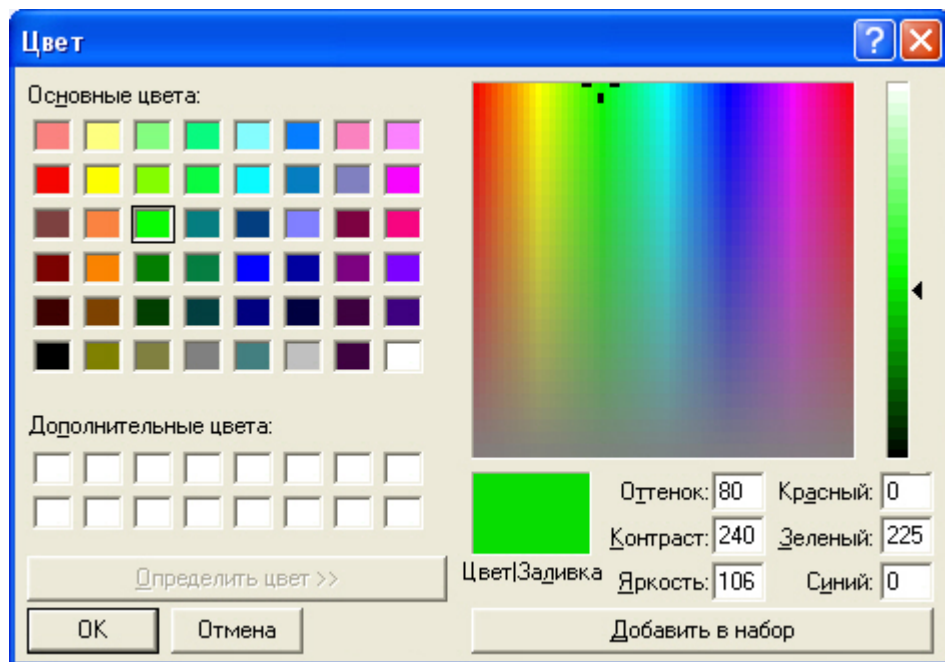 Цвет
Основные цвета:
Дополнительные цвета:
Определить цвет >>
OK
Отмена
Цвет|Заливка
Оттенок: 80
Контраст: 240
Яркость: 106
Красный: 0
Зеленый: 225
Синий: 0
Добавить в набор